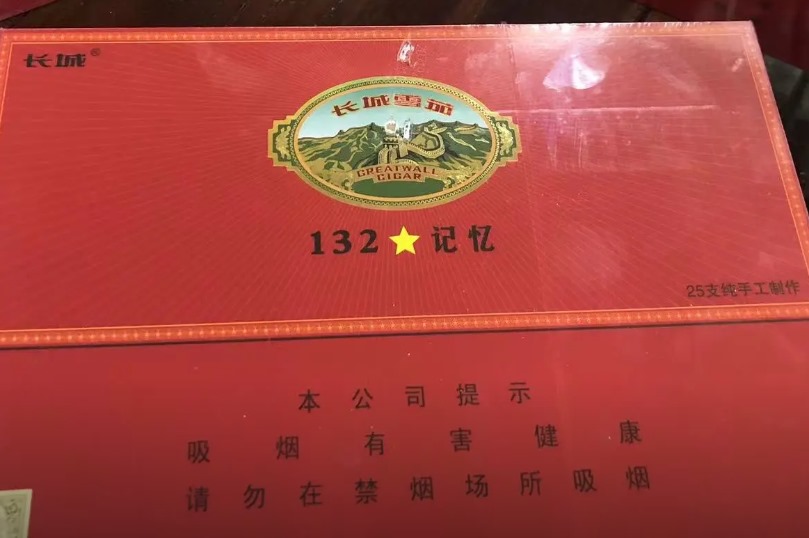 长城®
长城雪茄
GREATWALL
CIGAR
132★记忆
25支纯手工制作
本公司提示
吸烟有害健康
请勿在禁烟场所吸烟